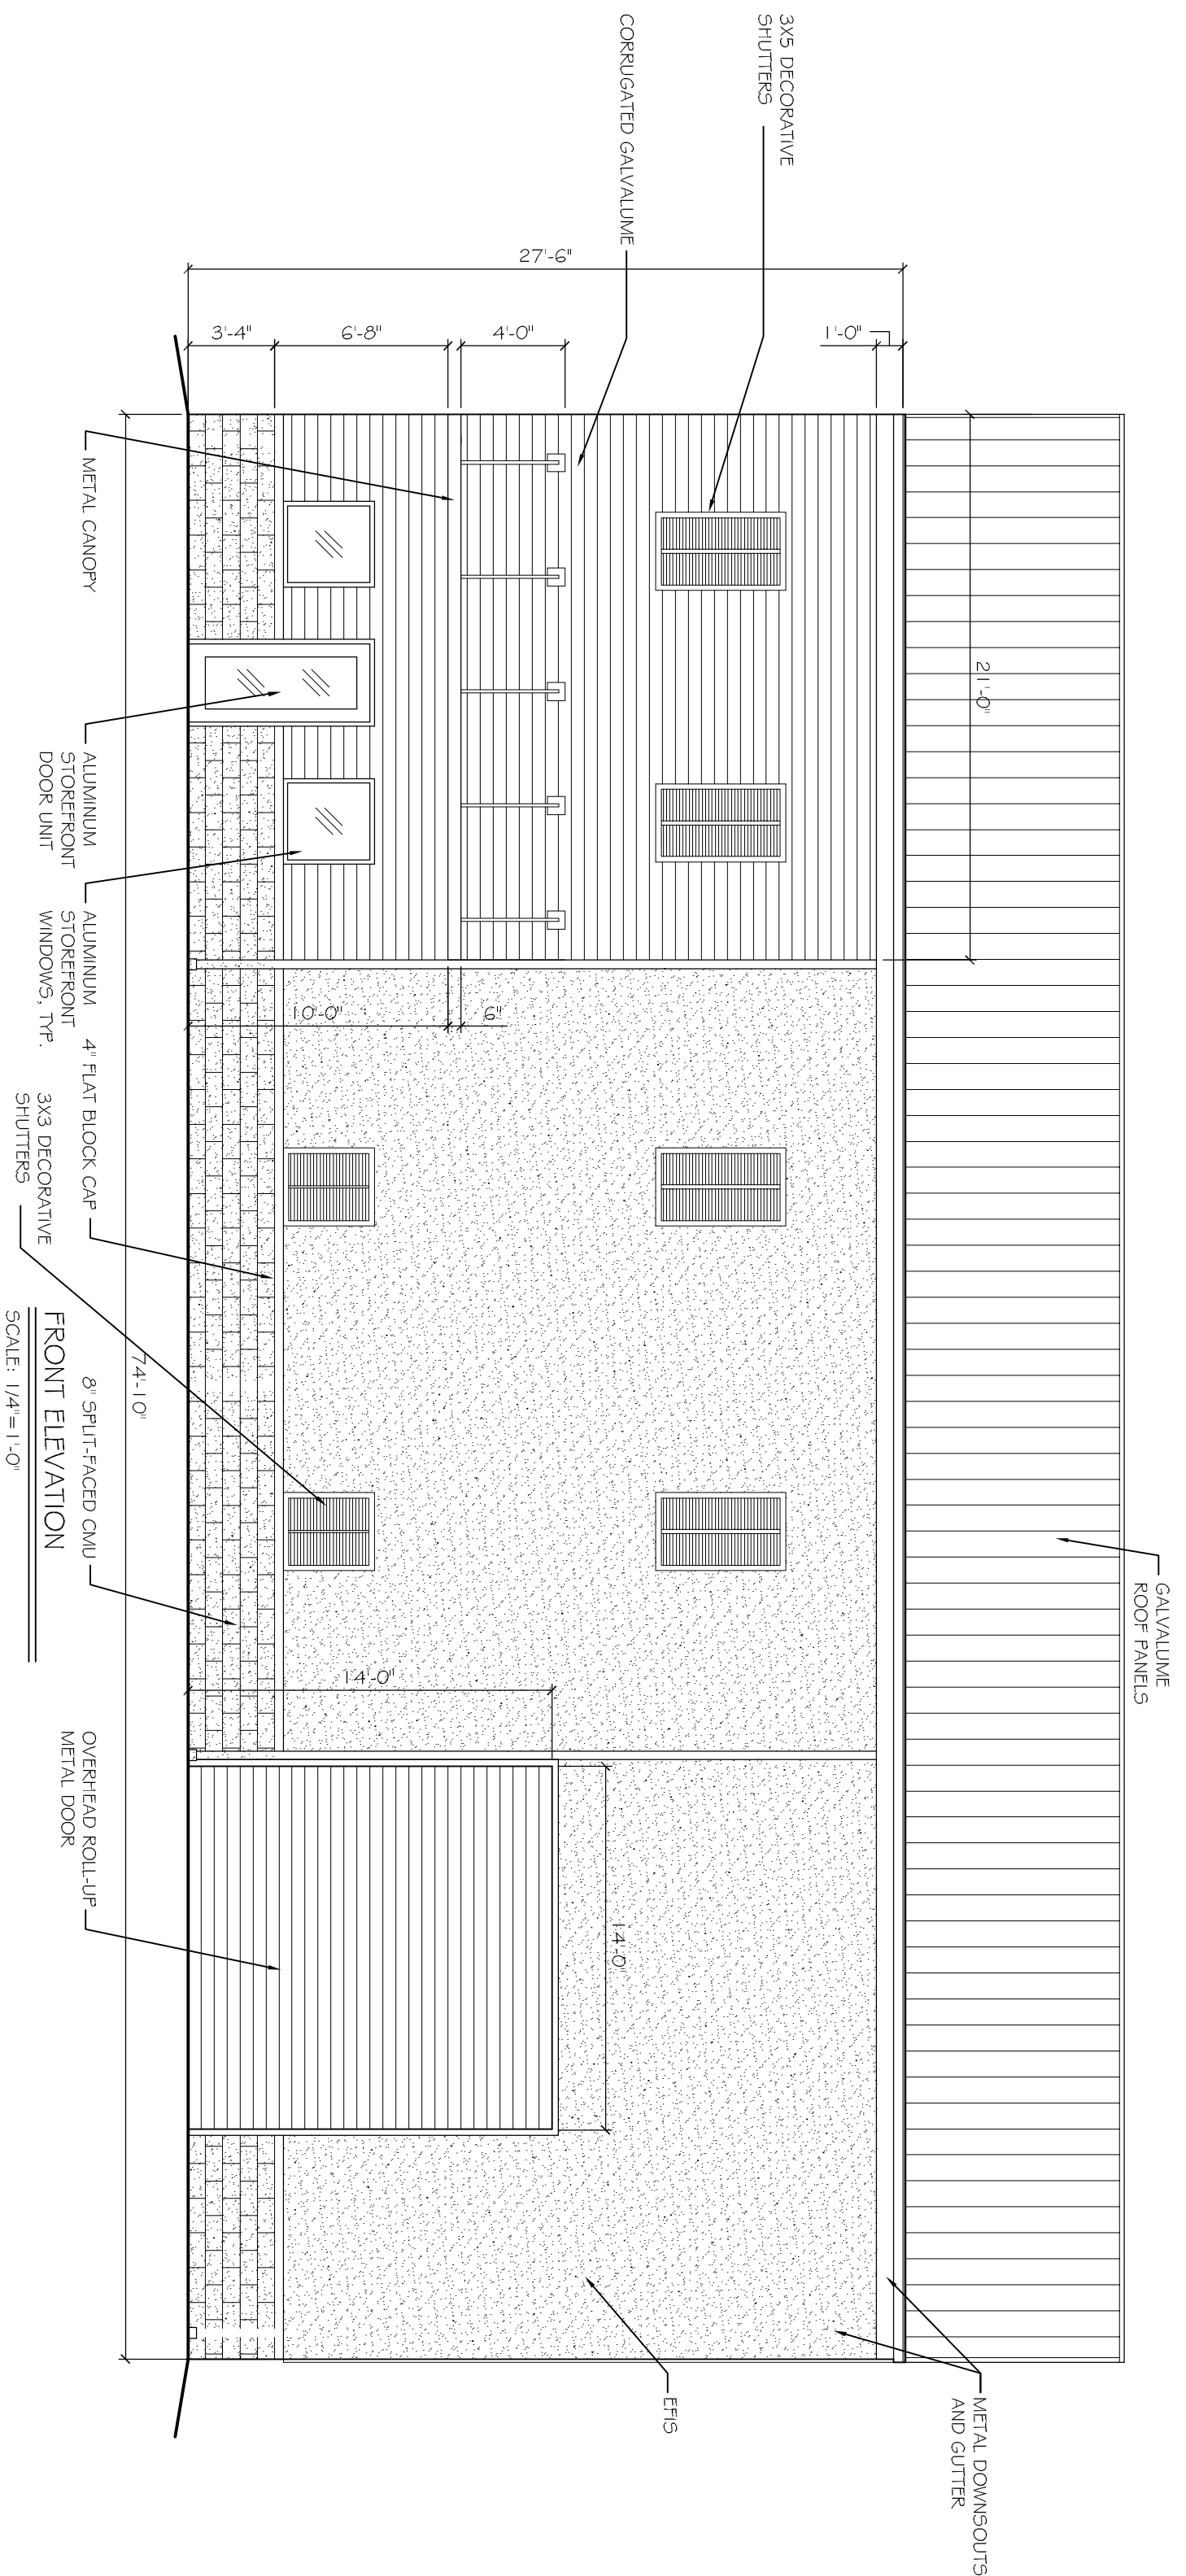 GALVALUME
ROOF PANELS
METAL DOWNSOUTS
AND GUTTER
21'-0"
3X5 DECORATIVE
SHUTTERS
1'-0"
EFIS
CORRUGATED GALVALUME
14'-0"
27'-6"
4'-0"
6"
14'-0"
6'-8"
10'-0"
3'-4"
74'-10"
METAL CANOPY
ALUMINUM
STOREFRONT
DOOR UNIT
ALUMINUM
STOREFRONT
WINDOWS, TYP.
4" FLAT BLOCK CAP
8" SPLIT-FACED CMU
OVERHEAD ROLL-UP
METAL DOOR
3X3 DECORATIVE
SHUTTERS
FRONT ELEVATION
SCALE: 1/4"=1'-0"